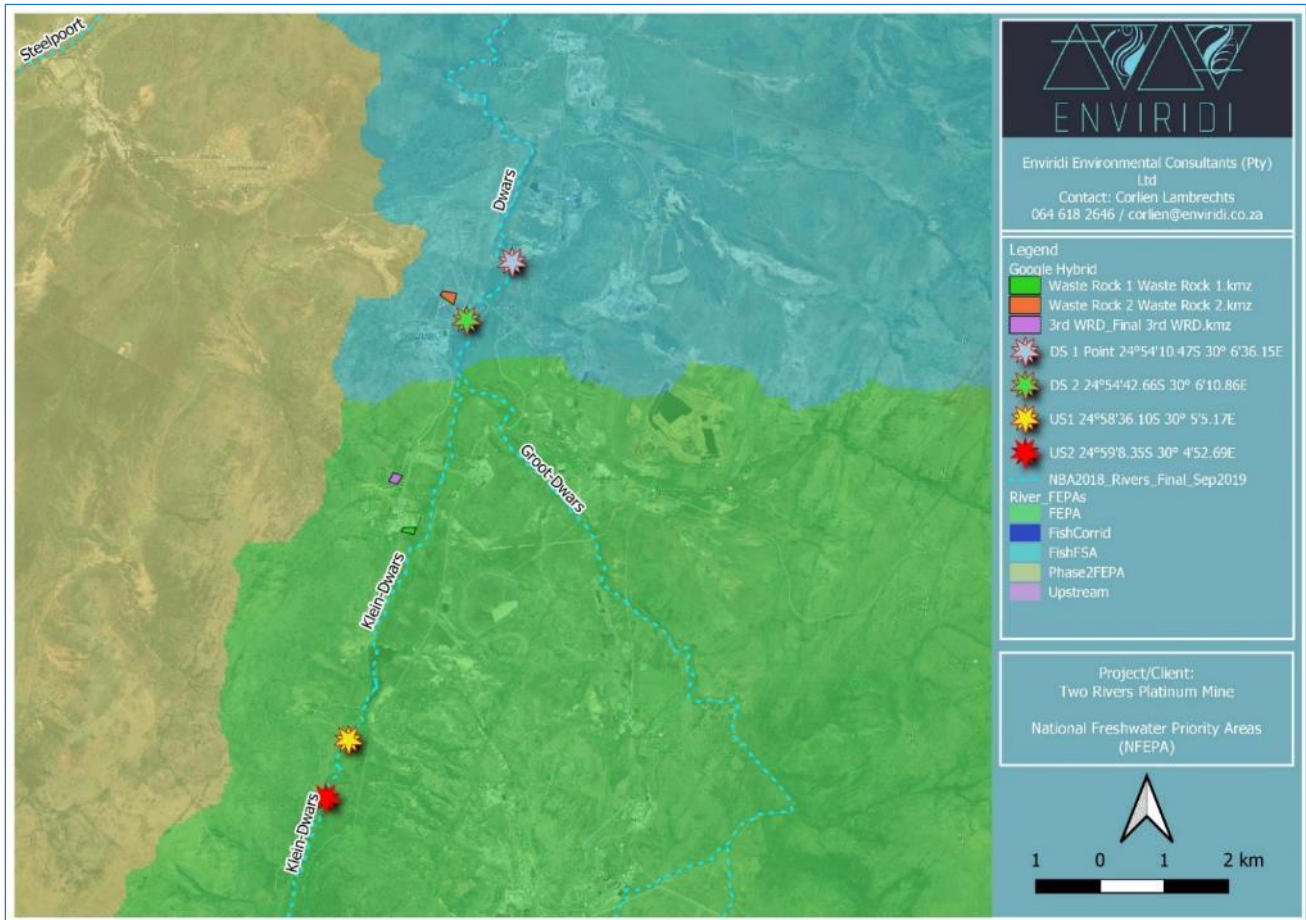 Steelpoort
Dwars
Groot-Dwars
Klein-Dwars
Klein-Dwars
ENVIRIDI
Enviridi Environmental Consultants (Pty)
Ltd
Contact: Corlien Lambrechts
064 618 2646 / corlien@enviridi.co.za
Legend
Google Hybrid
Waste Rock 1 Waste Rock 1.kmz
Waste Rock 2 Waste Rock 2.kmz
3rd WRD_Final 3rd WRD.kmz
DS 1 Point 24°54'10.47S 30° 6'36.15E
DS 2 24°54'42.66S 30° 6'10.86E
US1 24°58'36.10S 30° 5'5.17E
US2 24°59'8.35S 30° 4'52.69E
NBA2018_Rivers_Final_Sep2019
River_FEPAs
FEPA
FishCorrid
FishFSA
Phase2FEPA
Upstream
Project/Client:
Two Rivers Platinum Mine
National Freshwater Priority Areas
(NFEPA)
1 0 1 2 km